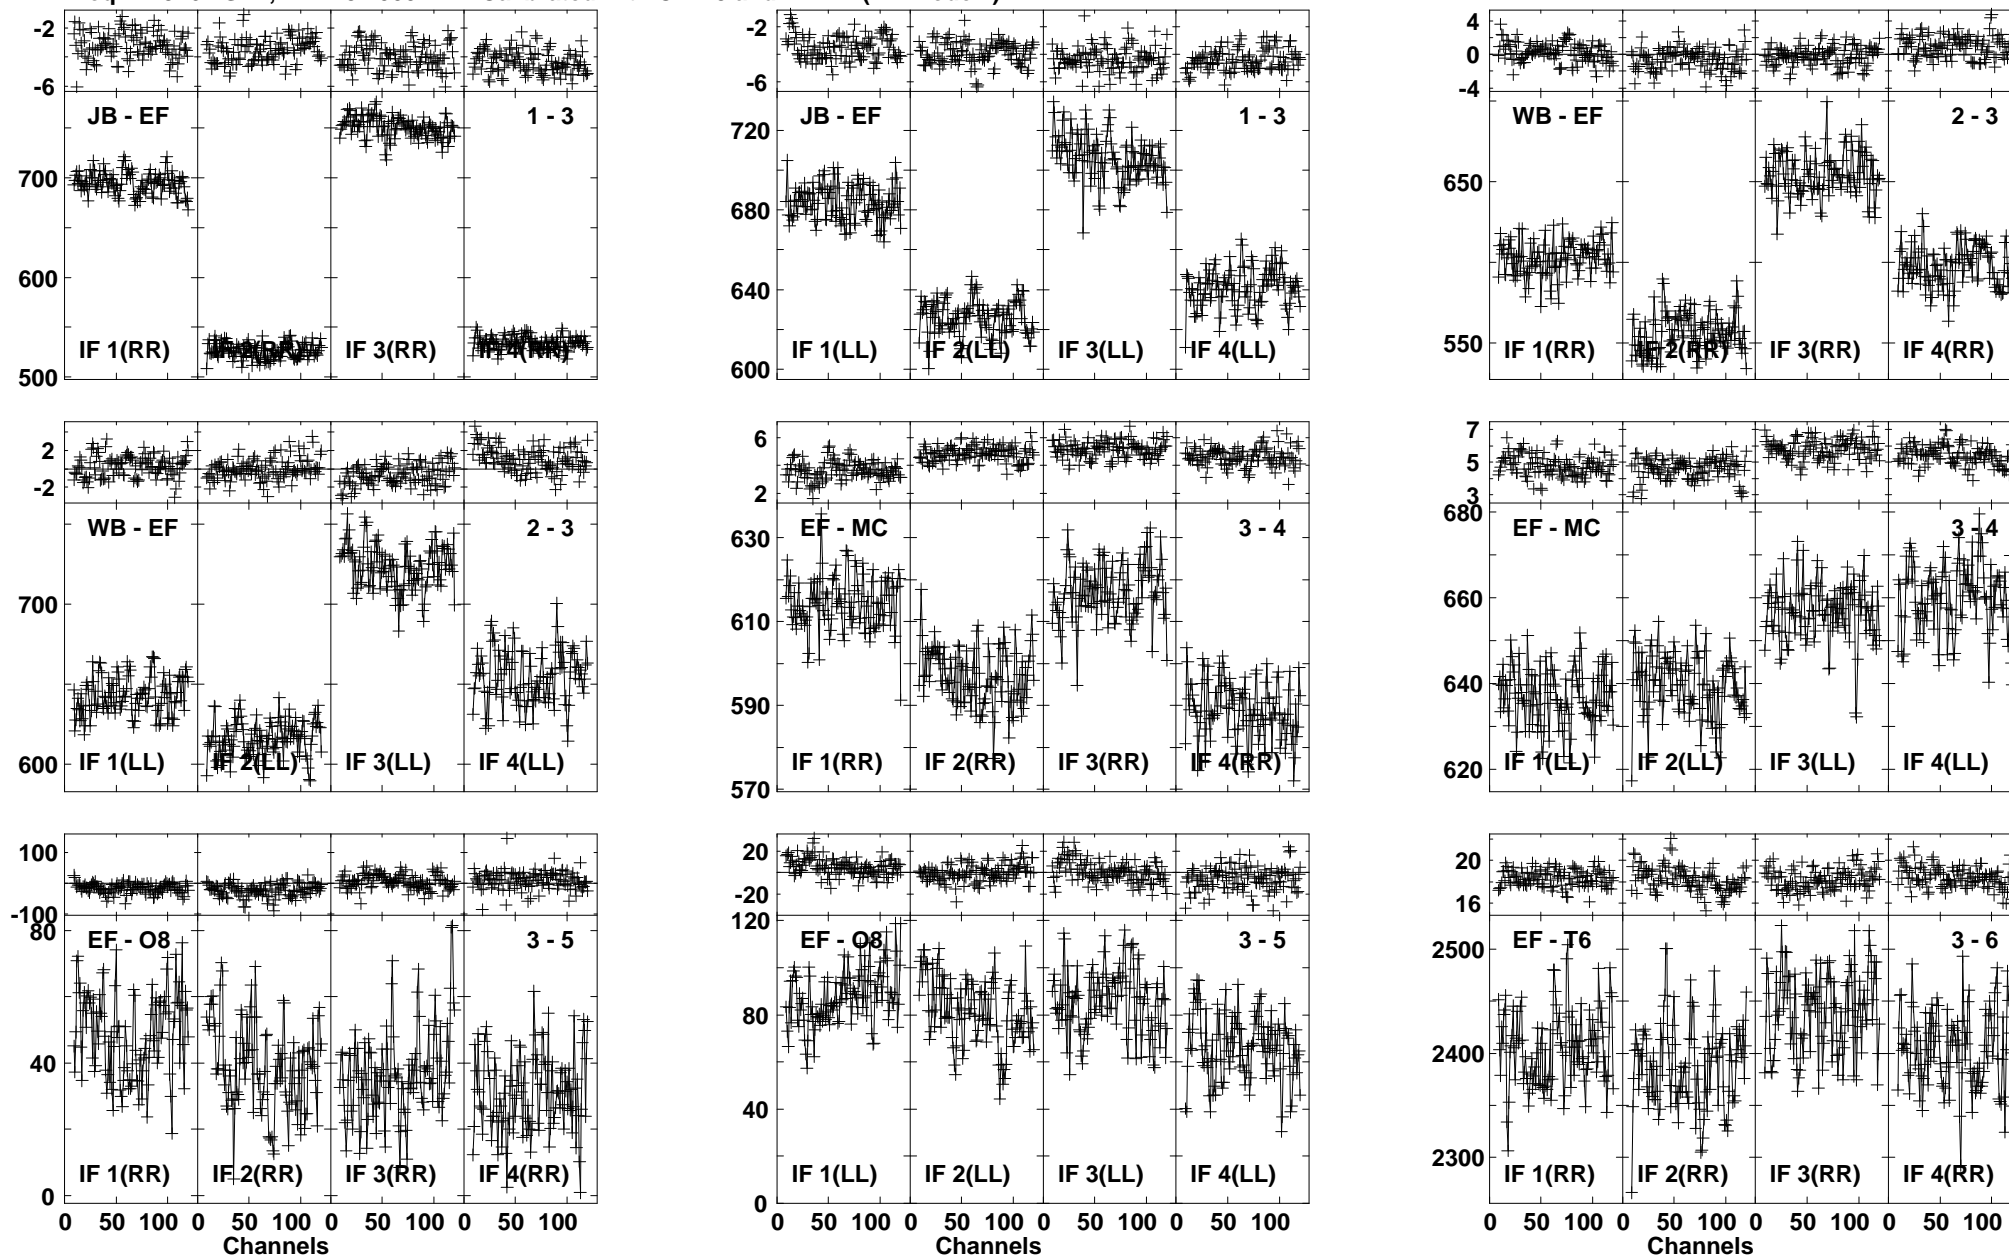 -2 -2 4
0
-6 -6 -4
JB - EF 1 - 3 JB - EF 1 - 3 WB - EF 2 - 3
700 720 650
600 680
640 550
500 600
IF 1(RR) IF 3(RR) IF 1(LL) IF 2(LL) IF 3(LL) IF 4(LL) IF 1(RR) IF 2(RR) IF 3(RR) IF 4(RR)
2 6 7
-2 2 5
3
WB - EF 2 - 3 EF - MC 3 - 4 EF - MC 3 - 4
700 630 680
600 610 660
590 640
570 620
IF 1(LL) IF 2(LL) IF 3(LL) IF 4(LL) IF 1(RR) IF 2(RR) IF 3(RR) IF 4(RR) IF 1(LL) IF 2(LL) IF 3(LL) IF 4(LL)
100 20 20
-100 -20 16
EF - O8 3 - 5 EF - O8 3 - 5 EF - T6 3 - 6
80 120 2500
40 80 2400
0 40 2300
0
IF 1(RR) IF 2(RR) IF 3(RR) IF 4(RR) IF 1(LL) IF 2(LL) IF 3(LL) IF 4(LL) IF 1(RR) IF 2(RR) IF 3(RR) IF 4(RR)
0 50 100 0 50 100 0 50 100 0 50 100 0 50 100 0 50 100 0 50 100 0 50 100 0 50 100 0 50 100 0 50 100 0 50 100
Channels Channels Channels